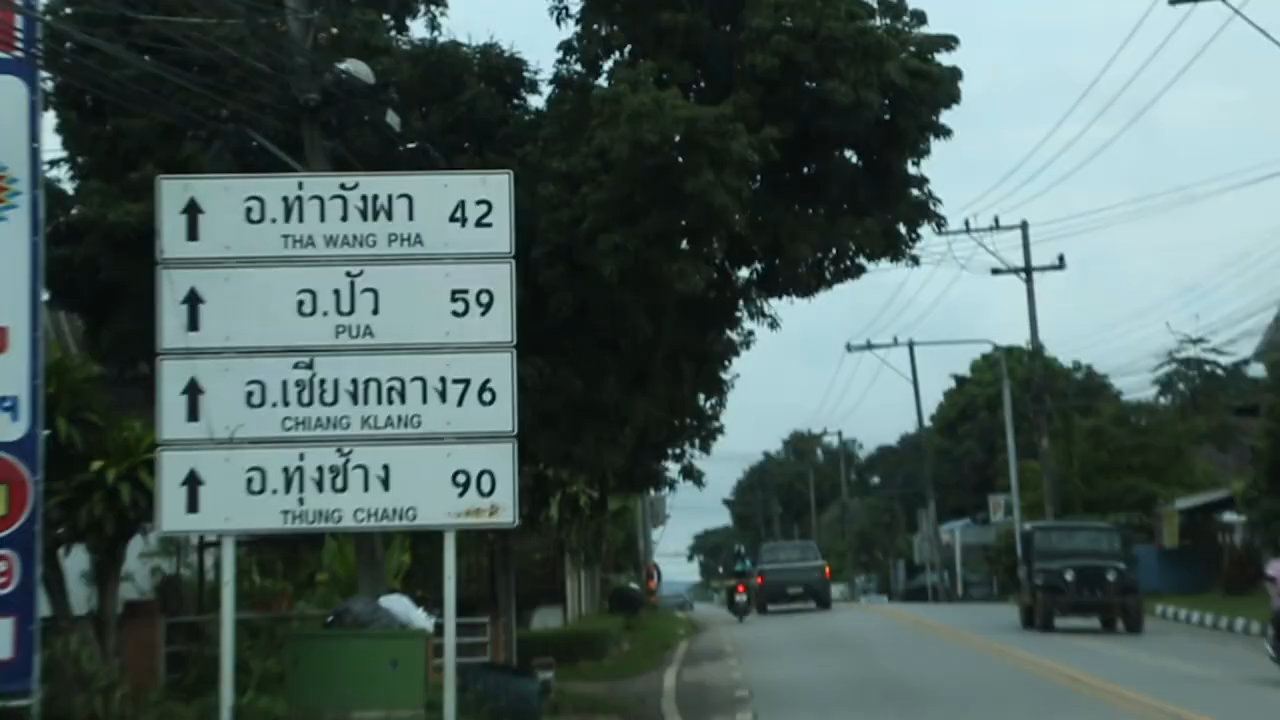 อ.ท่าวังผา 42
THA WANG PHA
อ.ปัว 59
PUA
อ.เชียงกลาง 76
CHIANG KLANG
อ.ทุ่งช้าง 90
THUNG CHANG